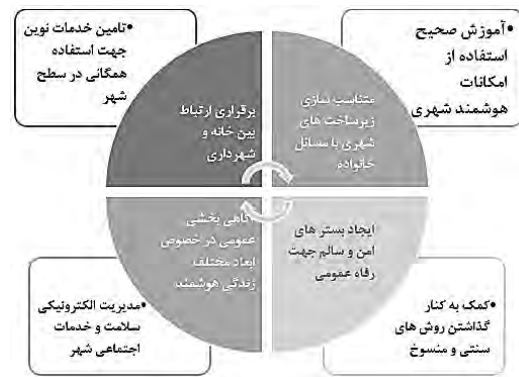 •آموزش صحیح
استفاده از
امکانات
هوشمند شهری
•تامین خدمات نوین
جهت استفاده
همگانی در سطح
شهر
متناسب سازی
زیرساخت های
شهری با مسائل
خانواده
برقراری ارتباط
بین خانه و
شهرداری
ایجاد بستر های
امن و سالم جهت
رفاه عمومی
آگاهی بخشی
عمومی در خصوص
ابعاد مختلف
زندگی هوشمند
•کمک به کنار
گذاشتن روش های
سنتی و منسوخ
•مدیریت الکترونیکی
سلامت و خدمات
اجتماعی شهر